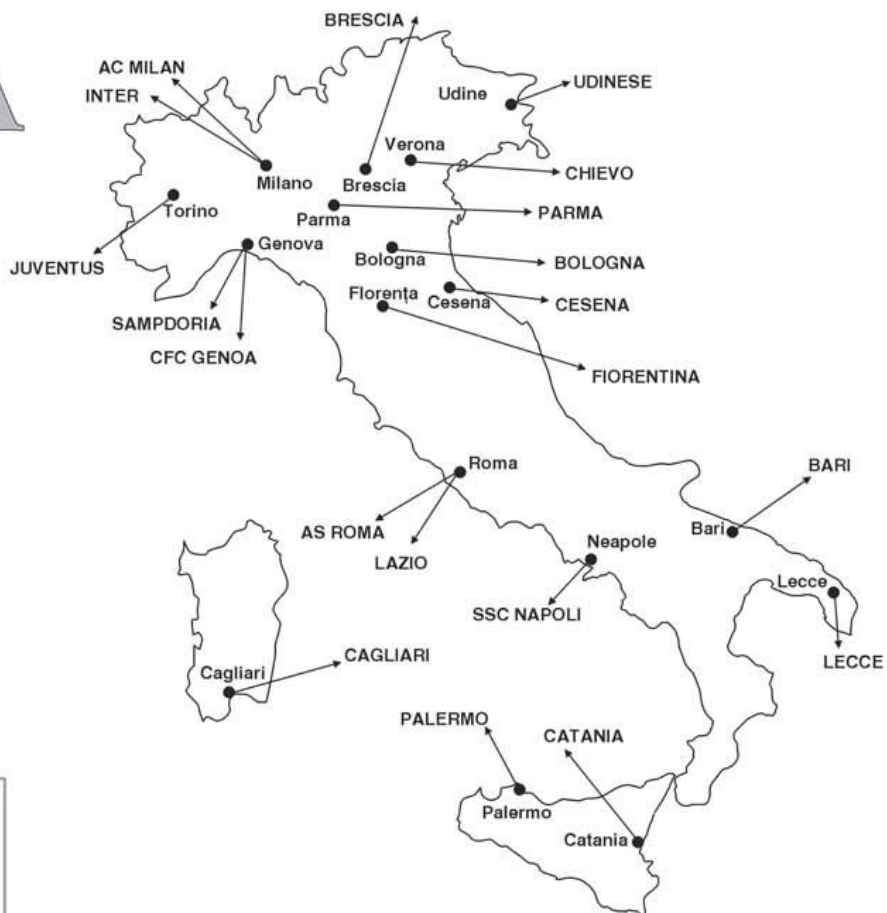 BRESCIA
AC MILAN
INTER
Udine
UDINESE
Verona
CHIEVO
Milano
Brescia
Torino
Parma
PARMA
Genova
Bologna
BOLOGNA
JUVENTUS
Florența
Cesena
CESENA
SAMPDORIA
CFC GENOA
FIORENTINA
Roma
BARI
AS ROMA
Bari
Neapole
LAZIO
Lecce
SSC NAPOLI
CAGLIARI
LECCE
Cagliari
PALERMO
CATANIA
Palermo
Catania